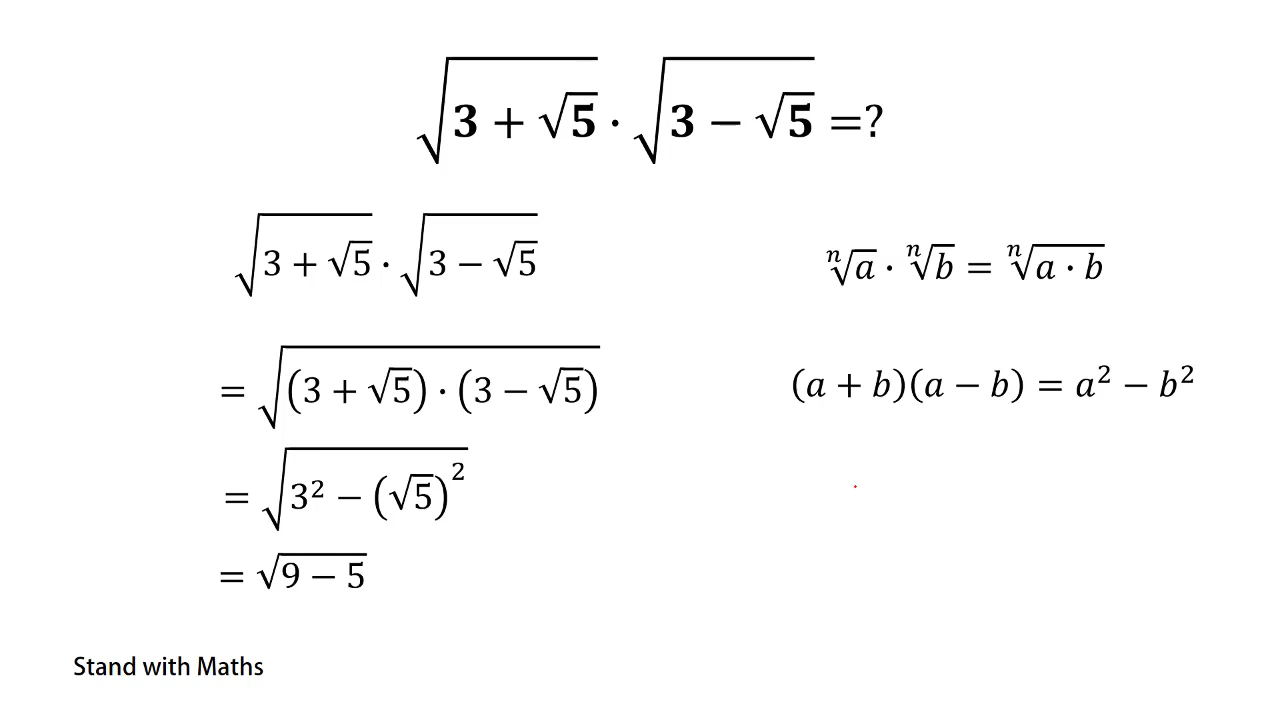 √(𝟑 + √𝟓) · √(𝟑 − √𝟓) =?
√(3 + √5) · √(3 − √5)
ⁿ√a · ⁿ√b = ⁿ√(a · b)
= √((3 + √5) · (3 − √5))
(a + b)(a − b) = a² − b²
= √(3² − (√5)²)
= √(9 − 5)
Stand with Maths